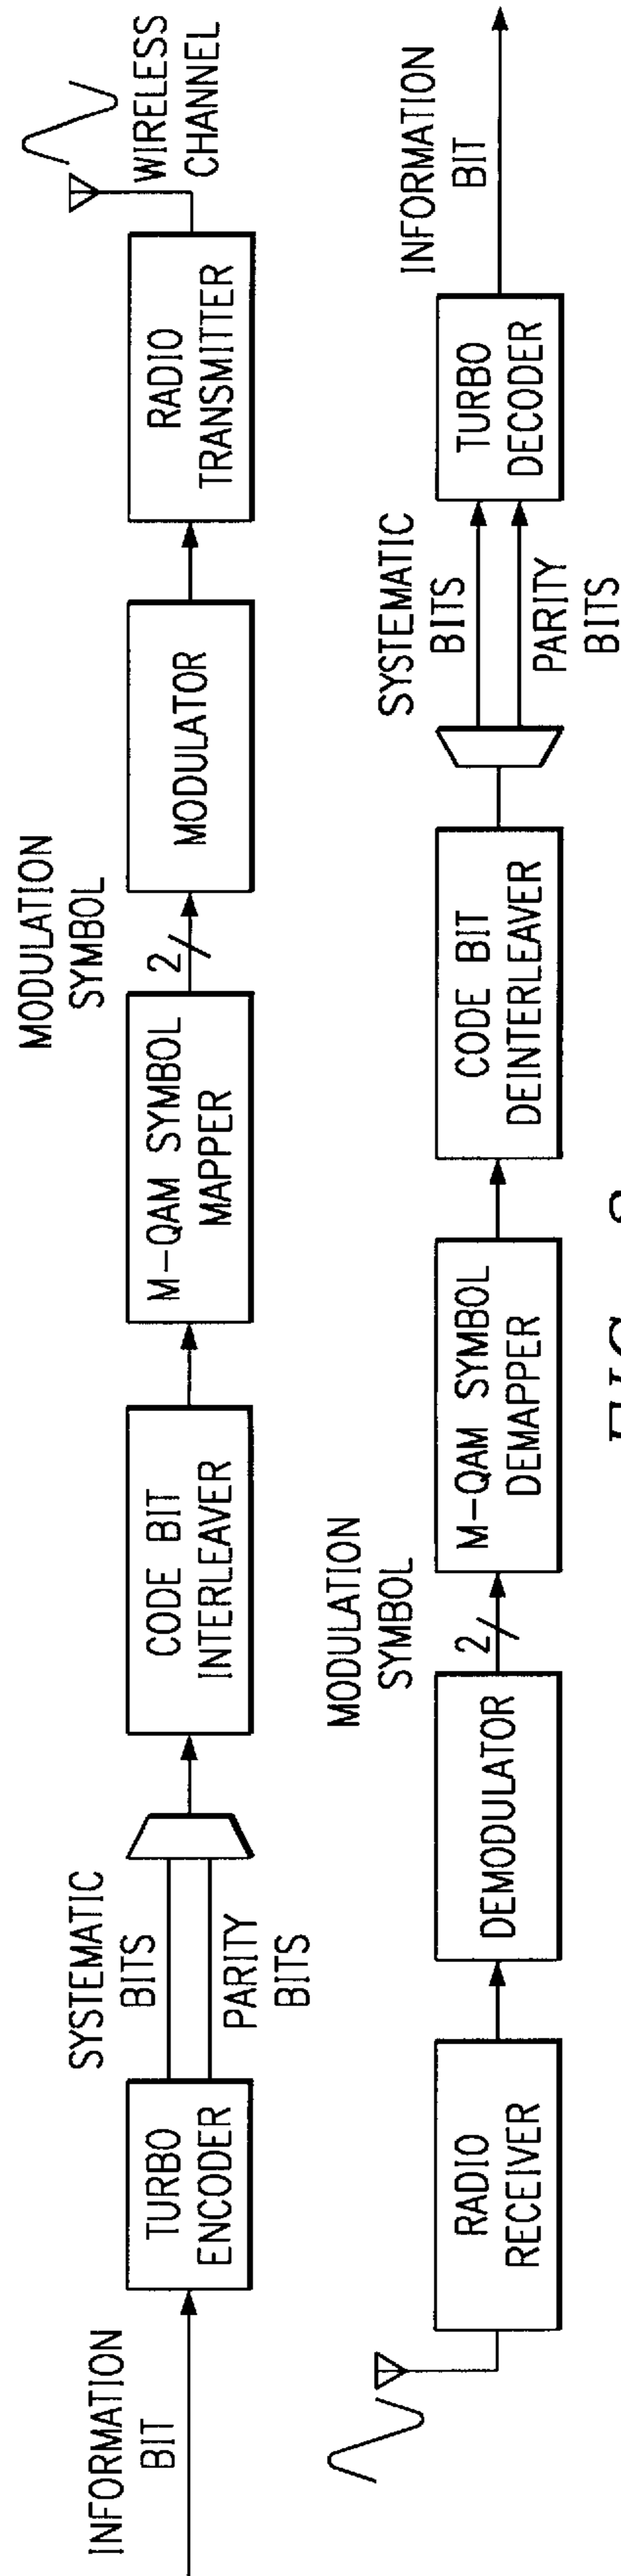 INFORMATION
BIT
TURBO
ENCODER
SYSTEMATIC
BITS
PARITY
BITS
CODE BIT
INTERLEAVER
M-QAM SYMBOL
MAPPER
MODULATION
SYMBOL
2
MODULATOR
RADIO
TRANSMITTER
WIRELESS
CHANNEL
RADIO
RECEIVER
DEMODULATOR
MODULATION
SYMBOL
2
M-QAM SYMBOL
DEMAPPER
CODE BIT
DEINTERLEAVER
SYSTEMATIC
BITS
PARITY
BITS
TURBO
DECODER
INFORMATION
BIT
FIG.